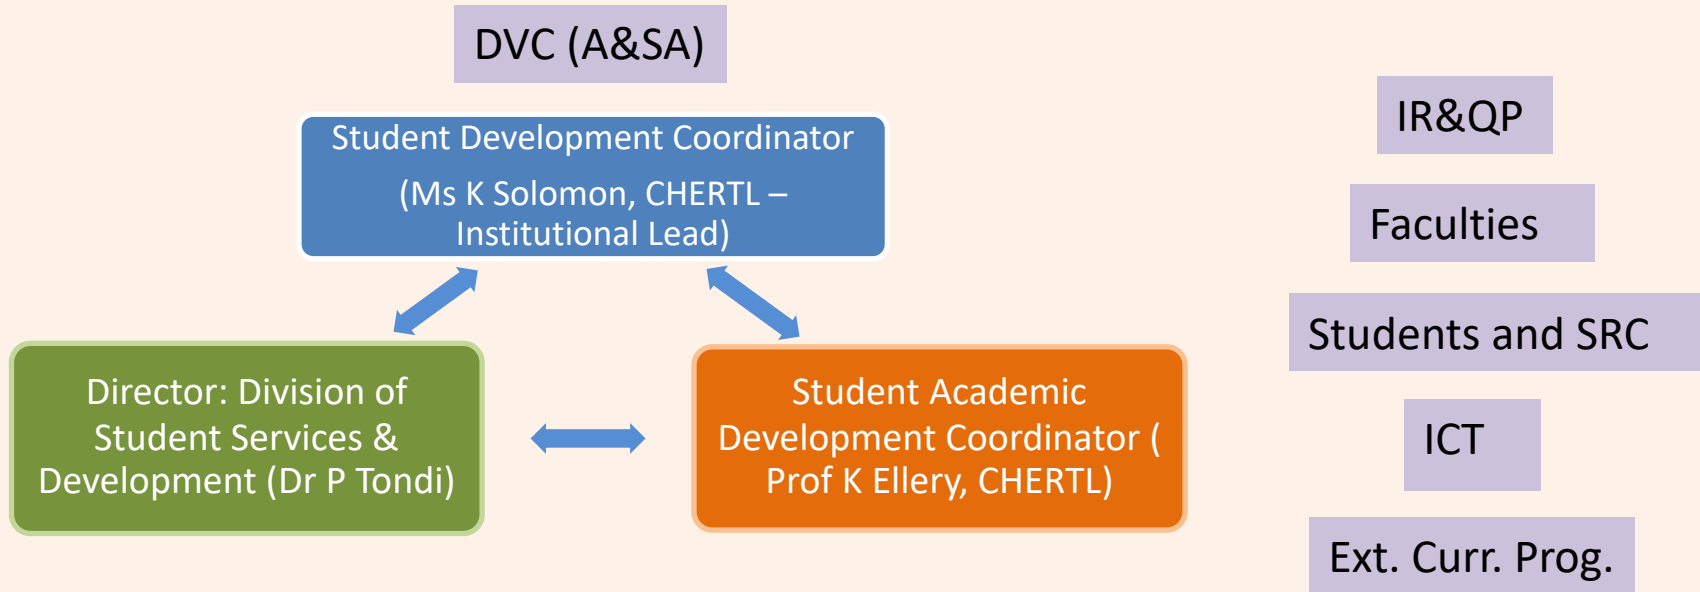 DVC (A&SA)
Student Development Coordinator
(Ms K Solomon, CHERTL –
Institutional Lead)
Director: Division of
Student Services &
Development (Dr P Tondi)
Student Academic
Development Coordinator (
Prof K Ellery, CHERTL)
IR&QP
Faculties
Students and SRC
ICT
Ext. Curr. Prog.